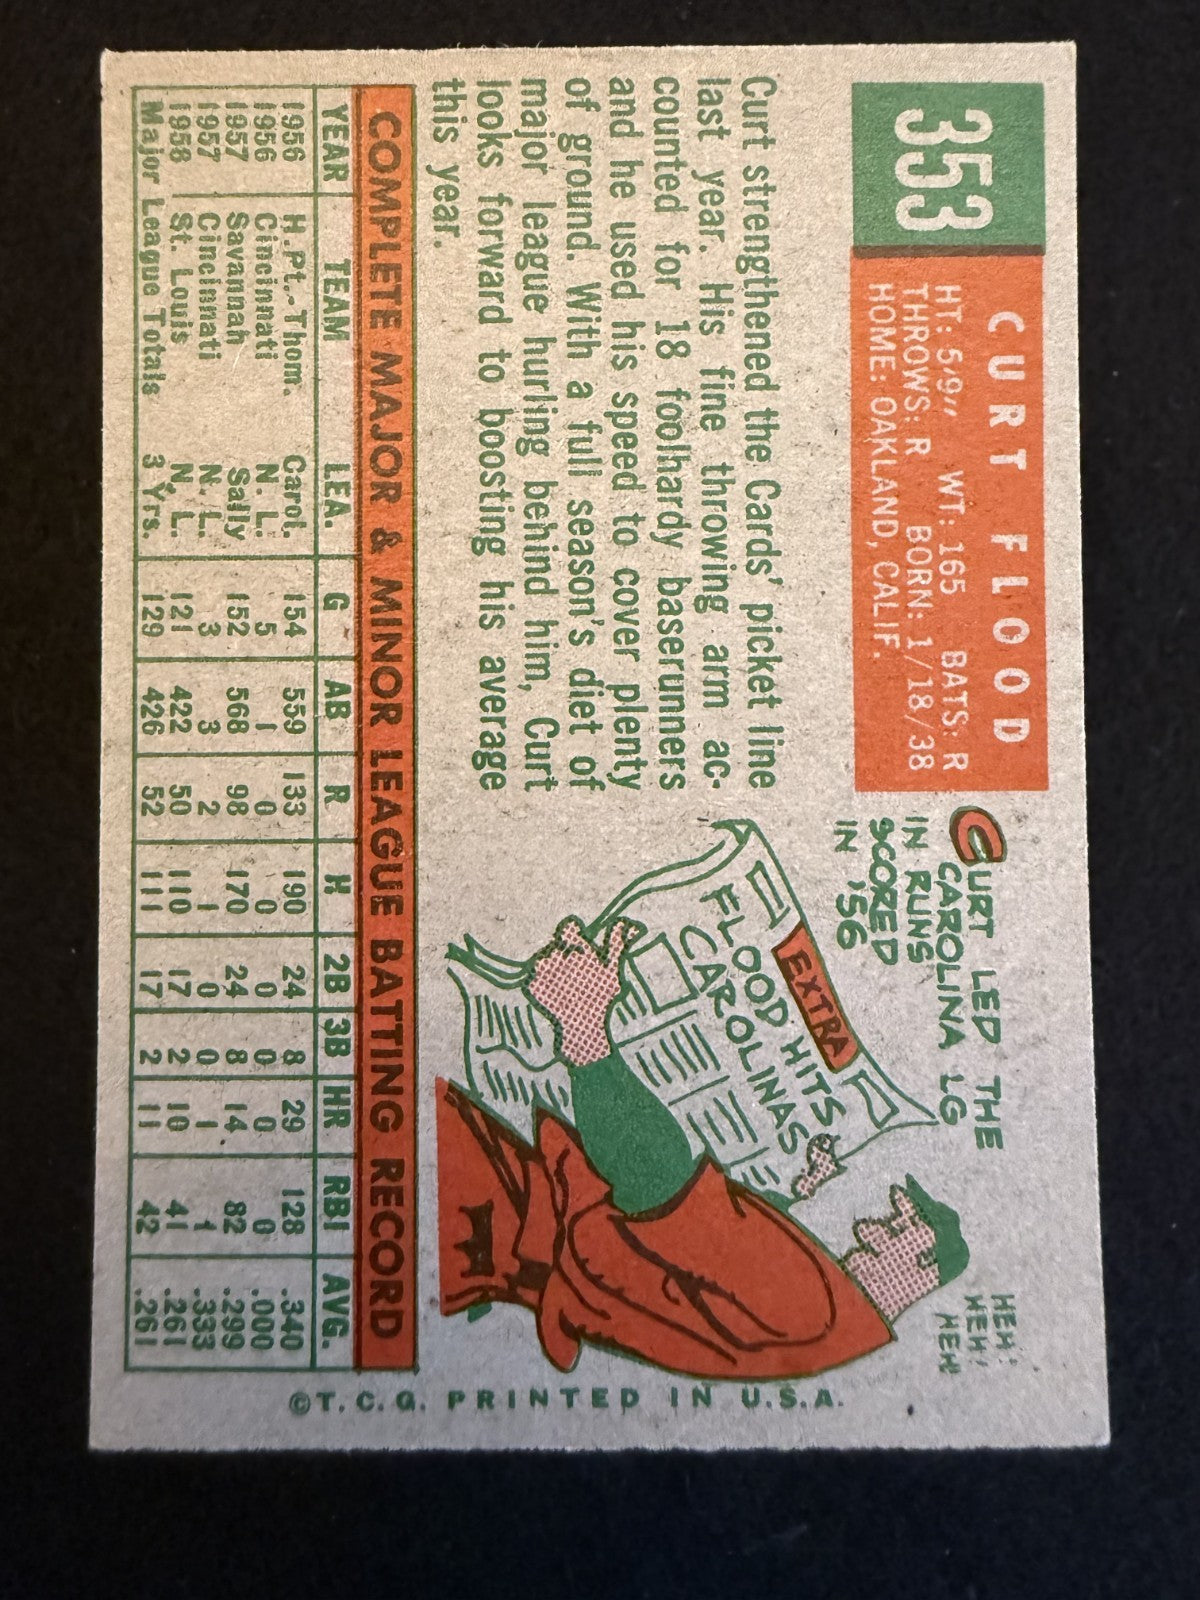 353
CURT FLOOD
HT: 5'9" WT: 165 BATS: R
THROWS: R BORN: 1/18/38
HOME: OAKLAND, CALIF.
Curt strengthened the Cards' picket line
last year. His fine throwing arm ac-
counted for 18 foolhardy baserunners
and he used his speed to cover plenty
of ground. With a full season's diet of
major league hurling behind him, Curt
looks forward to boosting his average
this year.
CURT LED THE
CAROLINA LG
IN RUNS
SCORED
IN '56
EXTRA
FLOOD HITS
CAROLINAS
HEH!
HEH!
HEH
COMPLETE MAJOR & MINOR LEAGUE BATTING RECORD
YEAR TEAM LEA. G AB R H 2B 3B HR RBI AVG.
1956 H.Pt.-Thom. Carol. 154 559 133 190 24 8 29 128 .340
1956 Cincinnati N. L. 5 1 0 0 0 0 0 0 .000
1957 Savannah Sally 152 568 98 170 24 8 14 82 .299
1957 Cincinnati N. L. 3 3 2 1 0 0 1 1 .333
1958 St. Louis N. L. 121 422 50 110 17 2 10 41 .261
Major League Totals 3 Yrs. 129 426 52 111 17 2 11 42 .261
©T.C.G. PRINTED IN U.S.A.